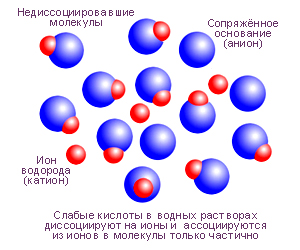 Недиссоциировавшие
молекулы
Сопряжённое
основание
(анион)
Ион
водорода
(катион)
Слабые кислоты в водных растворах
диссоциируют на ионы и ассоциируются
из ионов в молекулы только частично